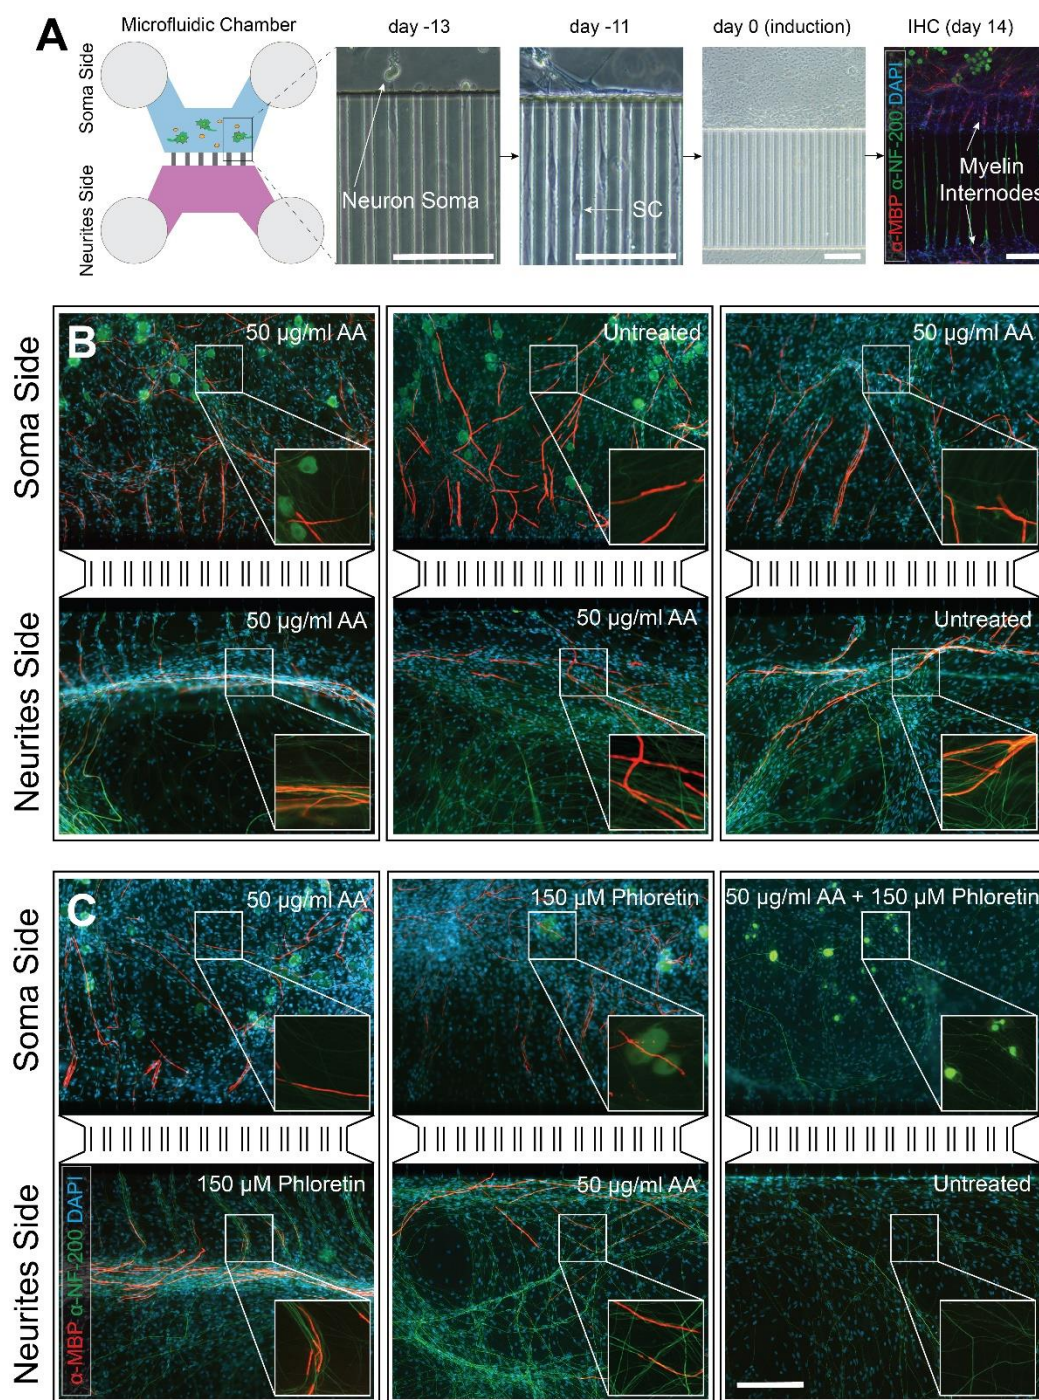 A
Microfluidic Chamber
day -13
day -11
day 0 (induction)
IHC (day 14)
Soma Side
Neurites Side
Neuron Soma
SC
Myelin
Internodes
α-MBP α-NF-200 DAPI
B
Soma Side
50 µg/ml AA
Untreated
50 µg/ml AA
Neurites Side
50 µg/ml AA
50 µg/ml AA
Untreated
C
Soma Side
50 µg/ml AA
150 µM Phloretin
50 µg/ml AA + 150 µM Phloretin
Neurites Side
150 µM Phloretin
50 µg/ml AA
Untreated
α-MBP α-NF-200 DAPI